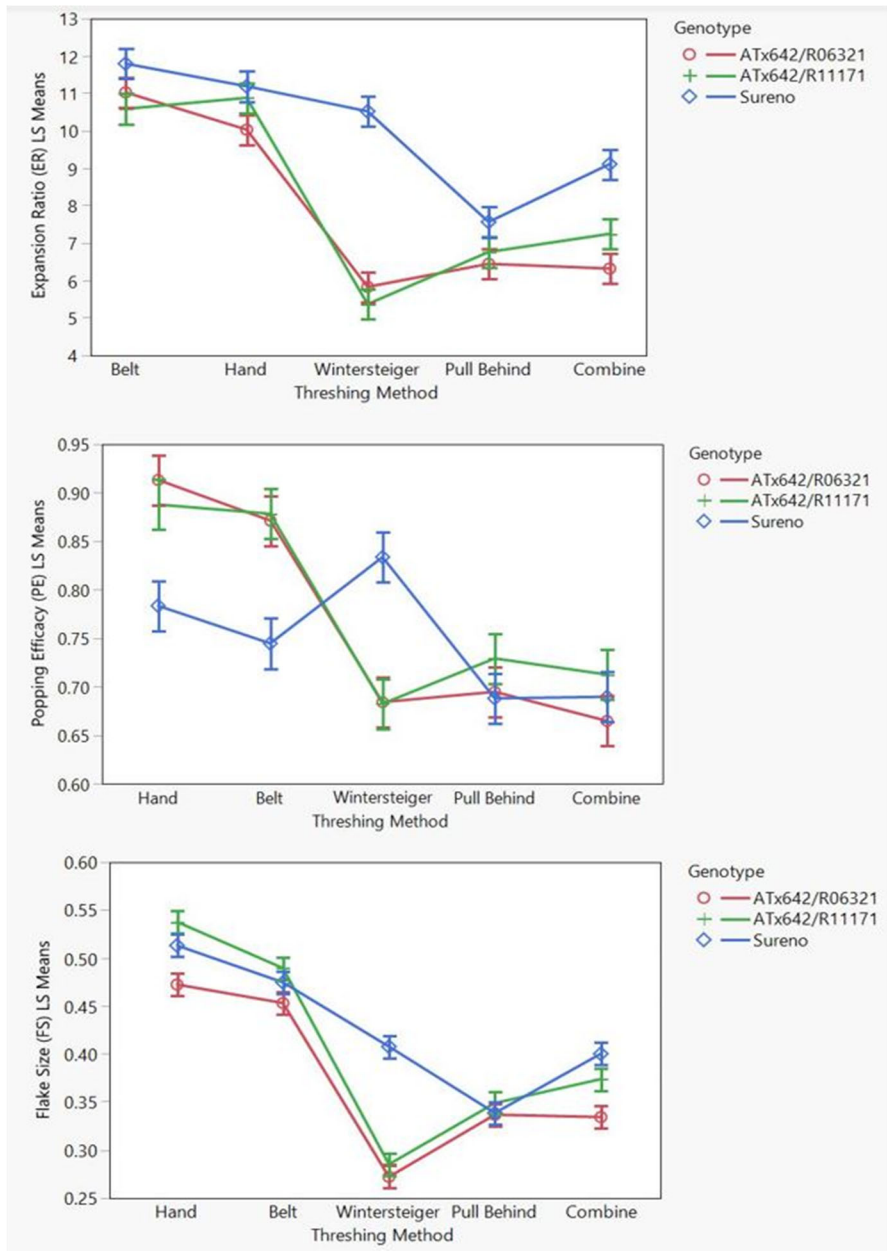 Expansion Ratio (ER) LS Means
13
12
11
10
9
8
7
6
5
4
Belt Hand Wintersteiger Pull Behind Combine
Threshing Method
Genotype
ATx642/R06321
ATx642/R11171
Sureno
Popping Efficacy (PE) LS Means
0.95
0.90
0.85
0.80
0.75
0.70
0.65
0.60
Hand Belt Wintersteiger Pull Behind Combine
Threshing Method
Genotype
ATx642/R06321
ATx642/R11171
Sureno
Flake Size (FS) LS Means
0.60
0.55
0.50
0.45
0.40
0.35
0.30
0.25
Hand Belt Wintersteiger Pull Behind Combine
Threshing Method
Genotype
ATx642/R06321
ATx642/R11171
Sureno